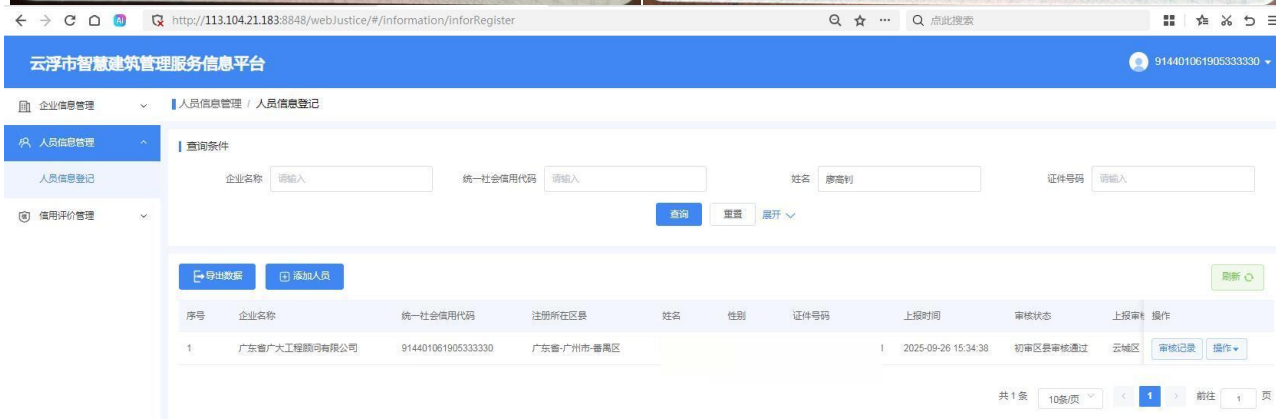 http://113.104.21.183:8848/webJustice/#/information/inforRegister
点此搜索
云浮市智慧建筑管理服务信息平台
914401061905333330
企业信息管理
人员信息管理 / 人员信息登记
人员信息管理
查询条件
人员信息登记
企业名称 请输入 统一社会信用代码 请输入 姓名 廖高钊 证件号码 请输入
信用评价管理
查询 重置 展开
导出数据 添加人员 刷新
序号 企业名称 统一社会信用代码 注册所在区县 姓名 性别 证件号码 上报时间 审核状态 上报审 操作
1 广东省广大工程顾问有限公司 914401061905333330 广东省-广州市-番禺区 1 2025-09-26 15:34:38 初审区县审核通过 云城区 审核记录 操作
共 1 条 10条/页 1 前往 1 页